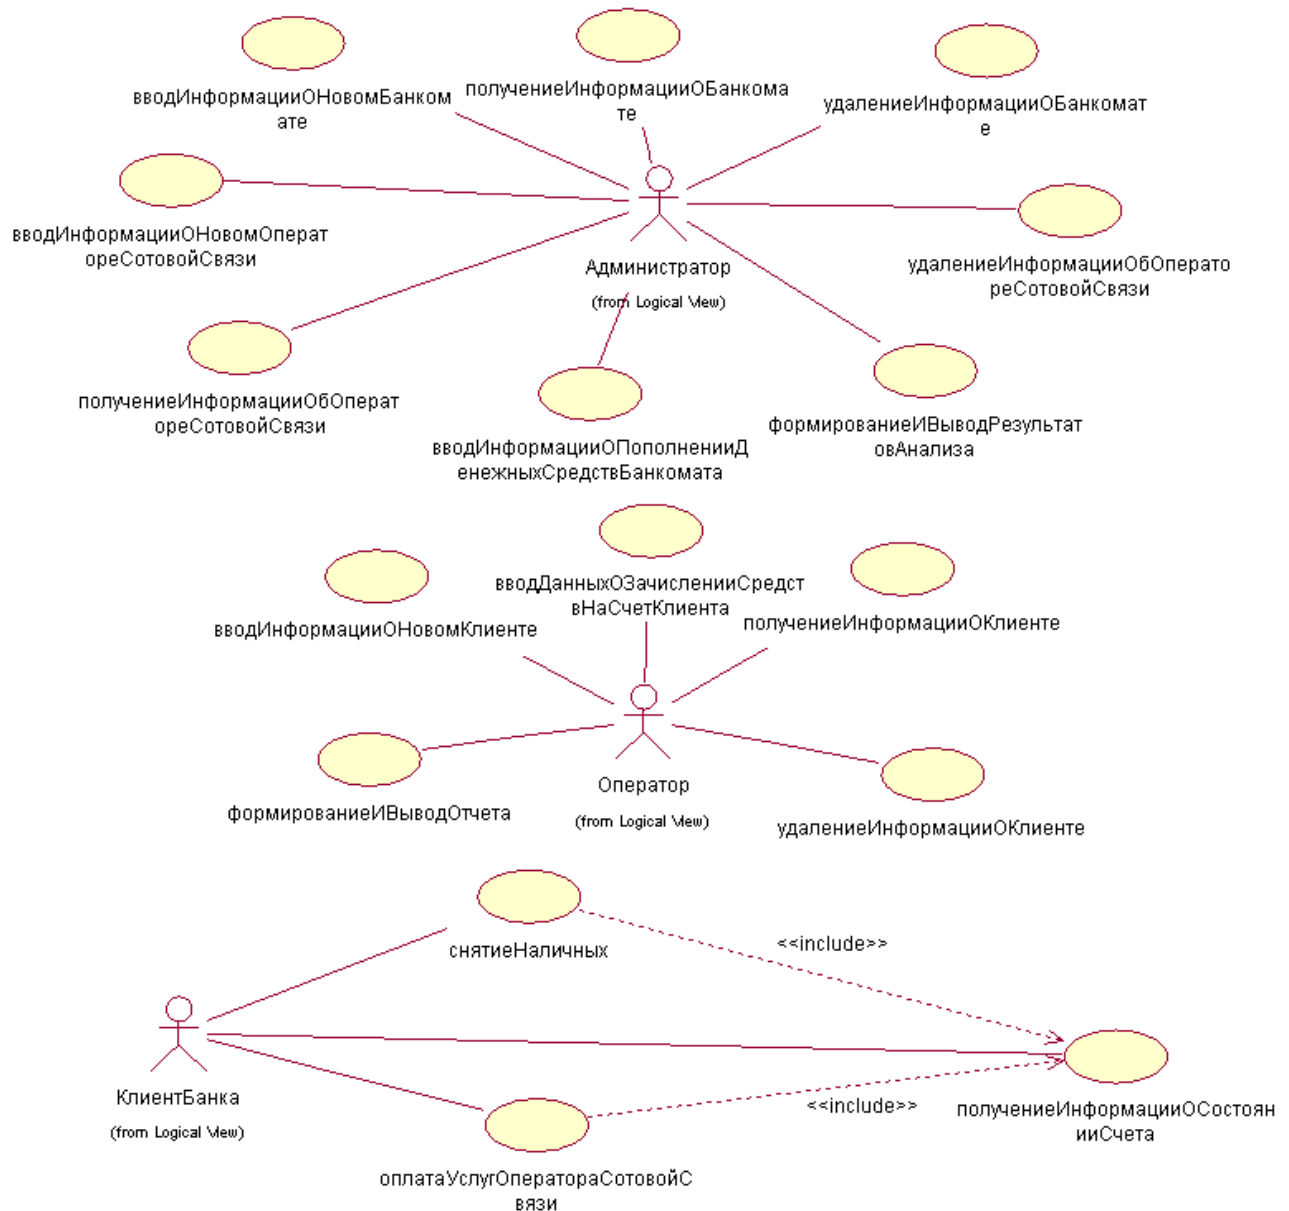 вводИнформацииОНовомБанком
ате
получениеИнформацииОБанкома
те
удалениеИнформацииОБанкомат
е
вводИнформацииОНовомОперат
ореСотовойСвязи
Администратор
(from Logical View)
удалениеИнформацииОбОперато
реСотовойСвязи
получениеИнформацииОбОперат
ореСотовойСвязи
вводИнформацииОПополненииД
енежныхСредствБанкомата
формированиеИВыводРезультат
овАнализа
вводДанныхОЗачисленииСредст
вНаСчетКлиента
вводИнформацииОНовомКлиенте
получениеИнформацииОКлиенте
Оператор
(from Logical View)
формированиеИВыводОтчета
удалениеИнформацииОКлиенте
снятиеНаличных
<<include>>
КлиентБанка
(from Logical View)
<<include>>
получениеИнформацииОСостоян
ииСчета
оплатаУслугОператораСотовойС
вязи